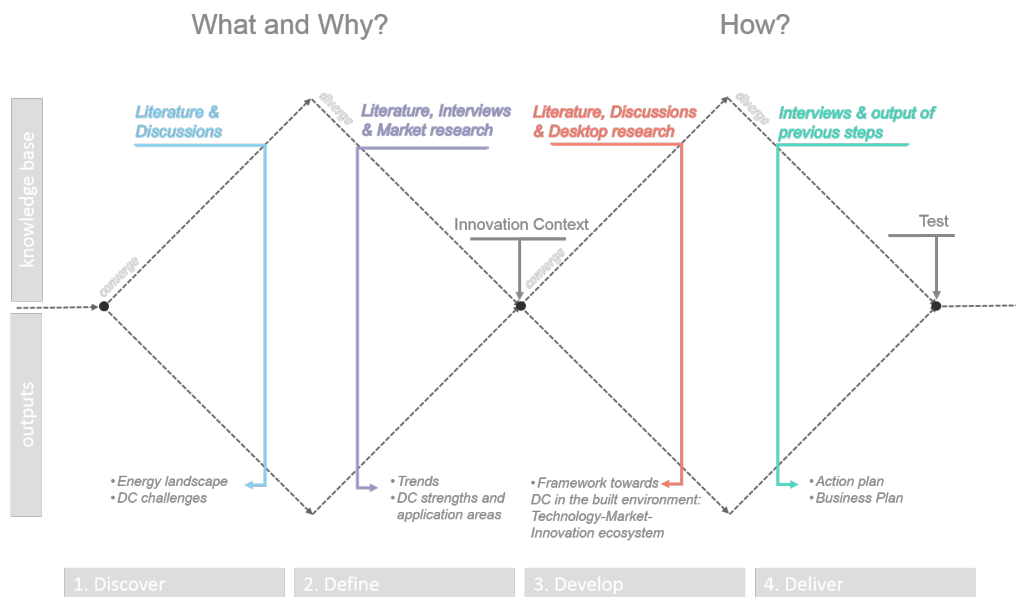 What and Why?
How?
knowledge base
outputs
converge
diverge
converge
diverge
Literature &
Discussions
Literature, Interviews
& Market research
Literature, Discussions
& Desktop research
Interviews & output of
previous steps
Innovation Context
Test
• Energy landscape
• DC challenges
• Trends
• DC strengths and
application areas
• Framework towards
DC in the built environment:
Technology-Market-
Innovation ecosystem
• Action plan
• Business Plan
1. Discover
2. Define
3. Develop
4. Deliver